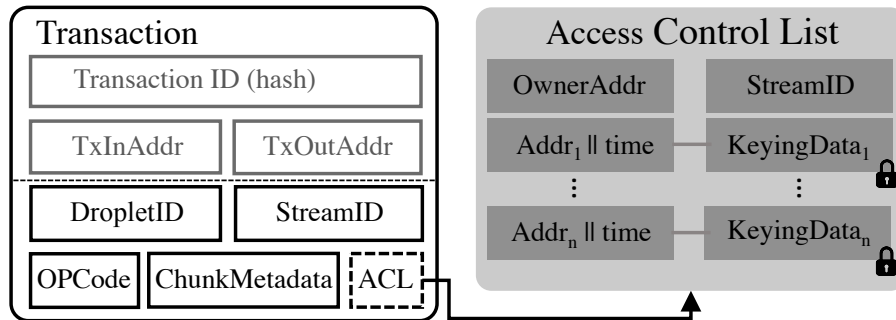 Transaction
Transaction ID (hash)
TxInAddr TxOutAddr
DropletID StreamID
OPCode ChunkMetadata ACL
Access Control List
OwnerAddr StreamID
Addr₁ || time KeyingData₁
⋮ ⋮
Addrₙ || time KeyingDataₙ